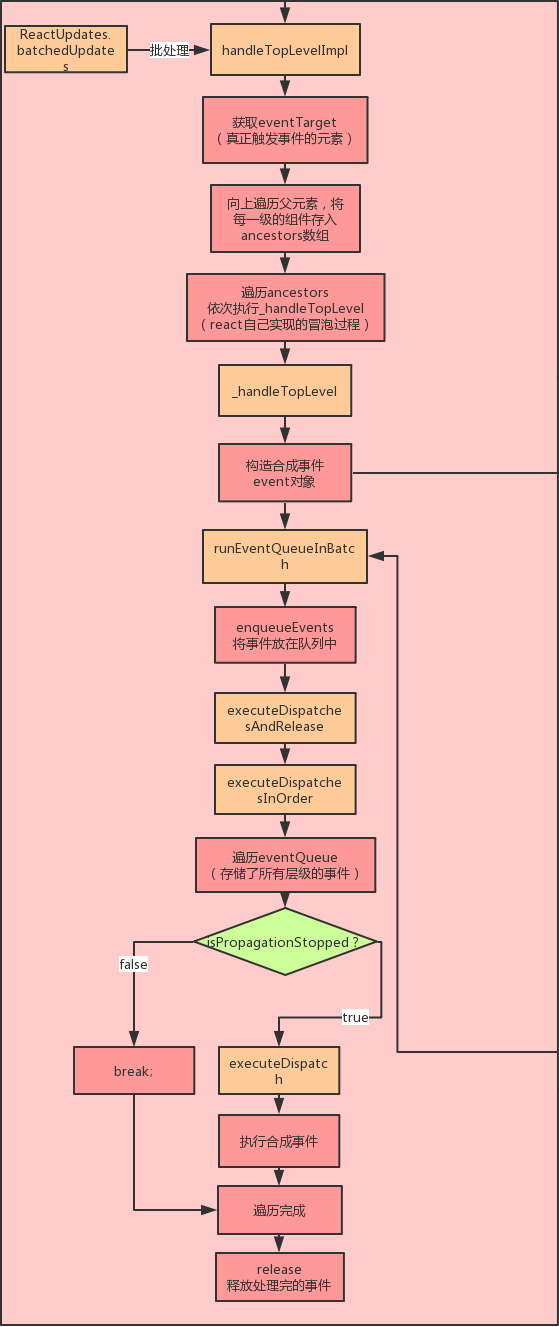 ReactUpdates.
batchedUpdate
s
批处理
handleTopLevelImpl
获取eventTarget
（真正触发事件的元素）
向上遍历父元素，将
每一级的组件存入
ancestors数组
遍历ancestors
依次执行_handleTopLevel
（react自己实现的冒泡过程）
_handleTopLevel
构造合成事件
event对象
runEventQueueInBatc
h
enqueueEvents
将事件放在队列中
executeDispatche
sAndRelease
executeDispatche
sInOrder
遍历eventQueue
（存储了所有层级的事件）
isPropagationStopped？
false
true
break;
executeDispatc
h
执行合成事件
遍历完成
release
释放处理完的事件